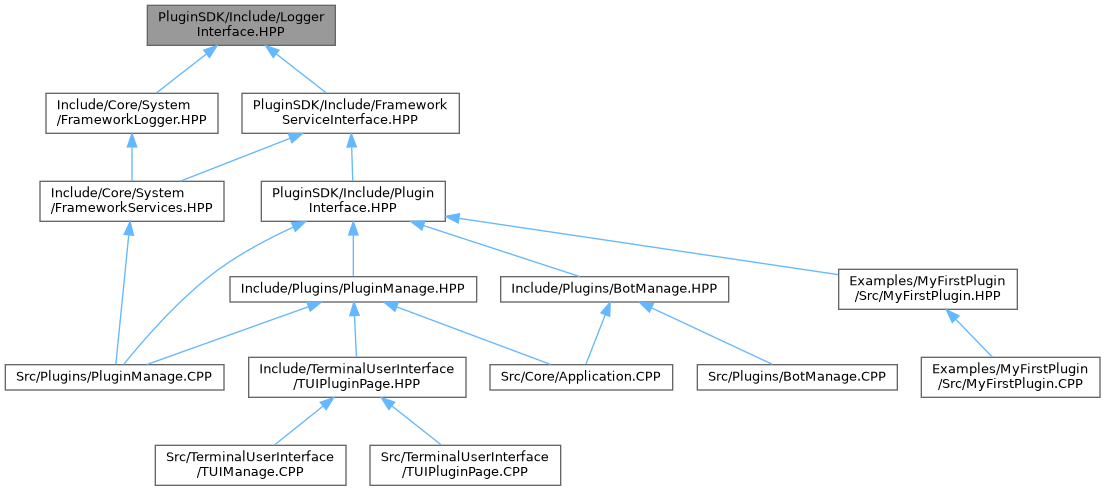 PluginSDK/Include/Logger
Interface.HPP
Include/Core/System
/FrameworkLogger.HPP
PluginSDK/Include/Framework
ServiceInterface.HPP
Include/Core/System
/FrameworkServices.HPP
PluginSDK/Include/Plugin
Interface.HPP
Include/Plugins/PluginManage.HPP
Include/Plugins/BotManage.HPP
Examples/MyFirstPlugin
/Src/MyFirstPlugin.HPP
Src/Plugins/PluginManage.CPP
Include/TerminalUserInterface
/TUIPluginPage.HPP
Src/Core/Application.CPP
Src/Plugins/BotManage.CPP
Examples/MyFirstPlugin
/Src/MyFirstPlugin.CPP
Src/TerminalUserInterface
/TUIManage.CPP
Src/TerminalUserInterface
/TUIPluginPage.CPP